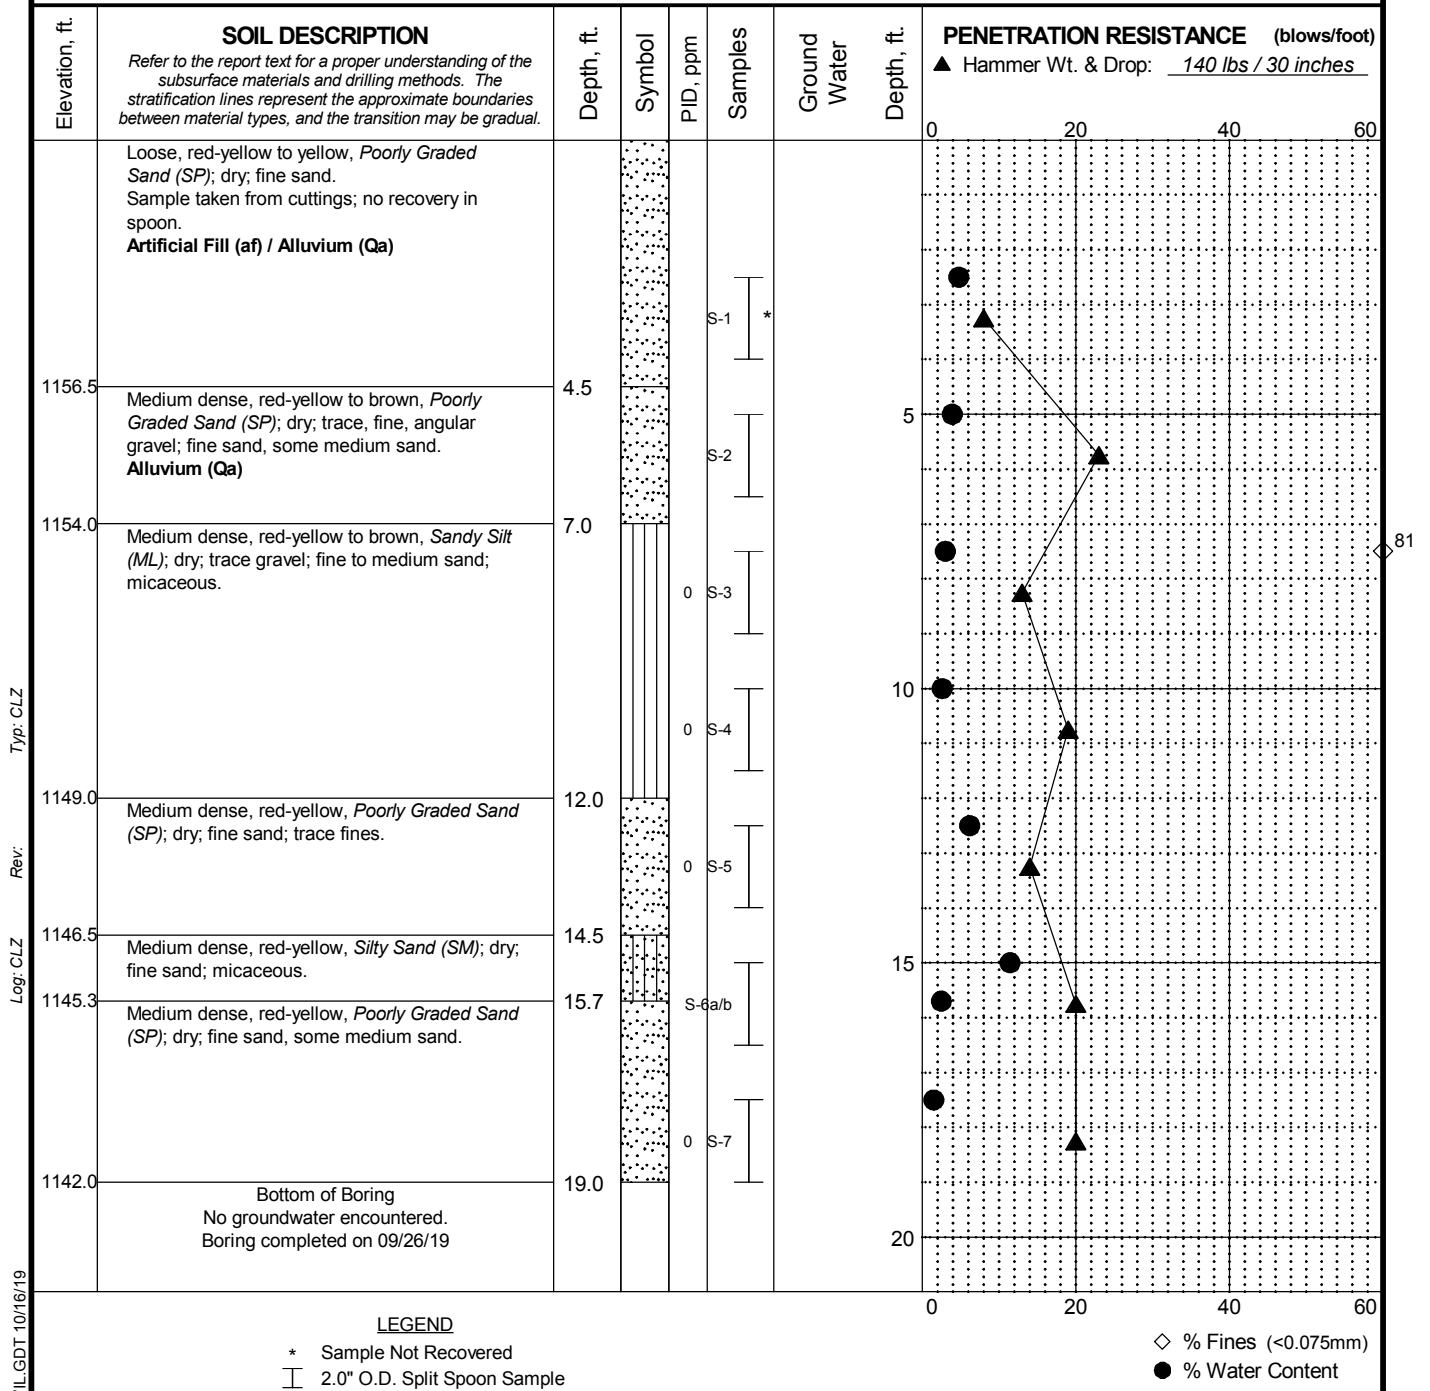 Elevation, ft.
SOIL DESCRIPTION
Refer to the report text for a proper understanding of the
subsurface materials and drilling methods. The
stratification lines represent the approximate boundaries
between material types, and the transition may be gradual.
Depth, ft.
Symbol
PID, ppm
Samples
Ground
Water
Depth, ft.
PENETRATION RESISTANCE (blows/foot)
▲ Hammer Wt. & Drop: 140 lbs / 30 inches
0 20 40 60
Loose, red-yellow to yellow, Poorly Graded
Sand (SP); dry; fine sand.
Sample taken from cuttings; no recovery in
spoon.
Artificial Fill (af) / Alluvium (Qa)
S-1 *
1156.5 4.5
Medium dense, red-yellow to brown, Poorly
Graded Sand (SP); dry; trace, fine, angular
gravel; fine sand, some medium sand.
Alluvium (Qa)
5
S-2
1154.0 7.0
Medium dense, red-yellow to brown, Sandy Silt
(ML); dry; trace gravel; fine to medium sand;
micaceous.
81
0 S-3
10
0 S-4
1149.0 12.0
Medium dense, red-yellow, Poorly Graded Sand
(SP); dry; fine sand; trace fines.
0 S-5
1146.5 14.5
Medium dense, red-yellow, Silty Sand (SM); dry;
fine sand; micaceous.
15
1145.3 15.7
S-6a/b
Medium dense, red-yellow, Poorly Graded Sand
(SP); dry; fine sand, some medium sand.
0 S-7
1142.0 19.0
Bottom of Boring
No groundwater encountered.
Boring completed on 09/26/19
20
0 20 40 60
LEGEND
* Sample Not Recovered
2.0" O.D. Split Spoon Sample
◇ % Fines (<0.075mm)
● % Water Content
Typ: CLZ
Rev:
Log: CLZ
IL.GDT 10/16/19